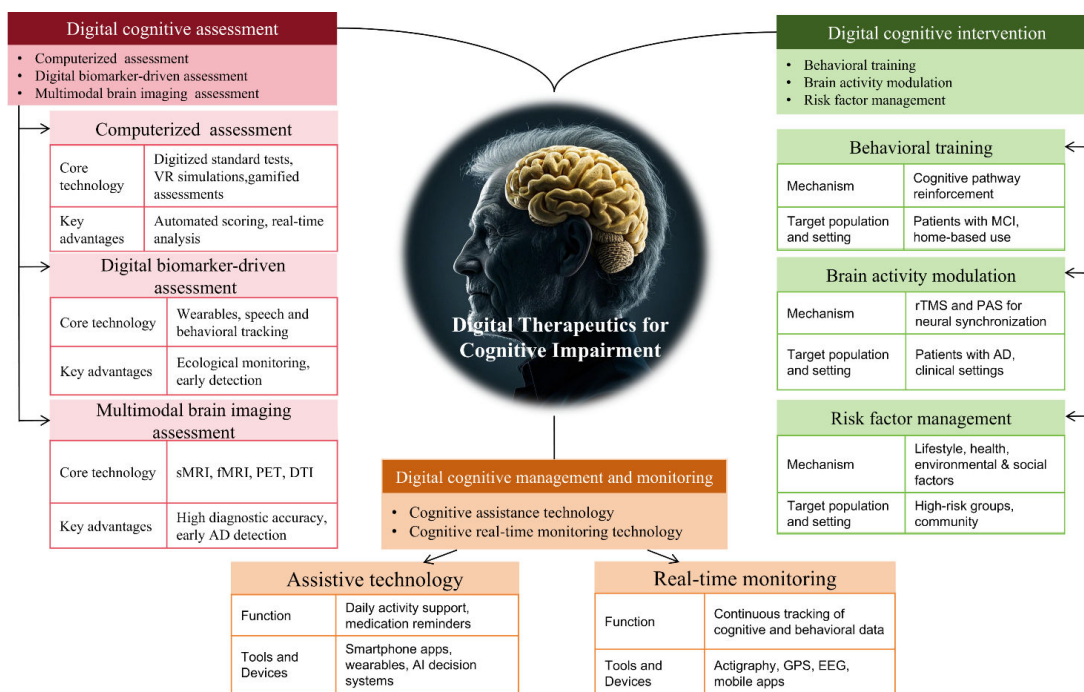 Digital cognitive assessment
• Computerized assessment
• Digital biomarker-driven assessment
• Multimodal brain imaging assessment
Computerized assessment
Core technology
Digitized standard tests,
VR simulations,gamified
assessments
Key advantages
Automated scoring, real-time
analysis
Digital biomarker-driven
assessment
Core technology
Wearables, speech and
behavioral tracking
Key advantages
Ecological monitoring,
early detection
Multimodal brain imaging
assessment
Core technology
sMRI, fMRI, PET, DTI
Key advantages
High diagnostic accuracy,
early AD detection
Digital Therapeutics for
Cognitive Impairment
Digital cognitive intervention
• Behavioral training
• Brain activity modulation
• Risk factor management
Behavioral training
Mechanism
Cognitive pathway
reinforcement
Target population
and setting
Patients with MCI,
home-based use
Brain activity modulation
Mechanism
rTMS and PAS for
neural synchronization
Target population
and setting
Patients with AD,
clinical settings
Risk factor management
Mechanism
Lifestyle, health,
environmental & social
factors
Target population
and setting
High-risk groups,
community
Digital cognitive management and monitoring
• Cognitive assistance technology
• Cognitive real-time monitoring technology
Assistive technology
Function
Daily activity support,
medication reminders
Tools and
Devices
Smartphone apps,
wearables, AI decision
systems
Real-time monitoring
Function
Continuous tracking of
cognitive and behavioral data
Tools and
Devices
Actigraphy, GPS, EEG,
mobile apps